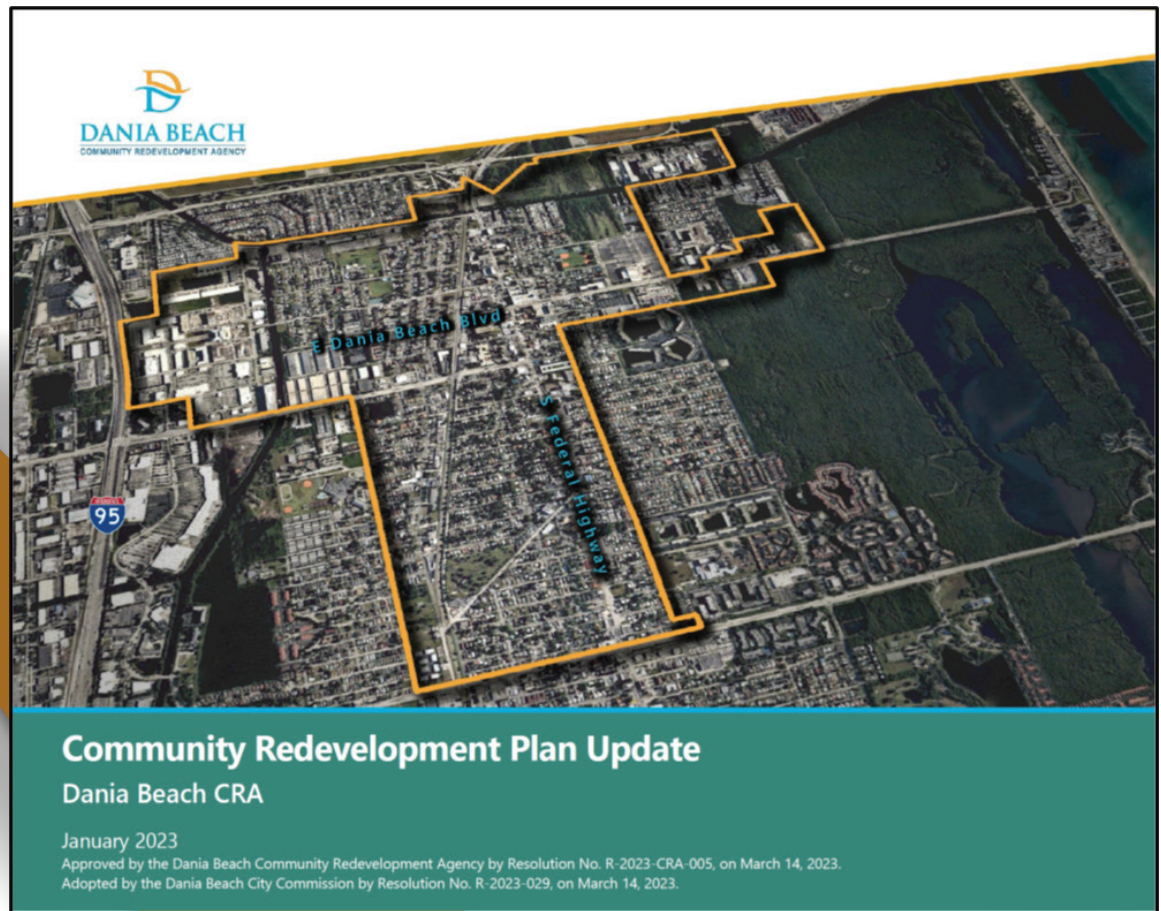 DANIA BEACH
COMMUNITY REDEVELOPMENT AGENCY
E Dania Beach Blvd
S Federal Highway
95
Community Redevelopment Plan Update
Dania Beach CRA
January 2023
Approved by the Dania Beach Community Redevelopment Agency by Resolution No. R-2023-CRA-005, on March 14, 2023.
Adopted by the Dania Beach City Commission by Resolution No. R-2023-029, on March 14, 2023.